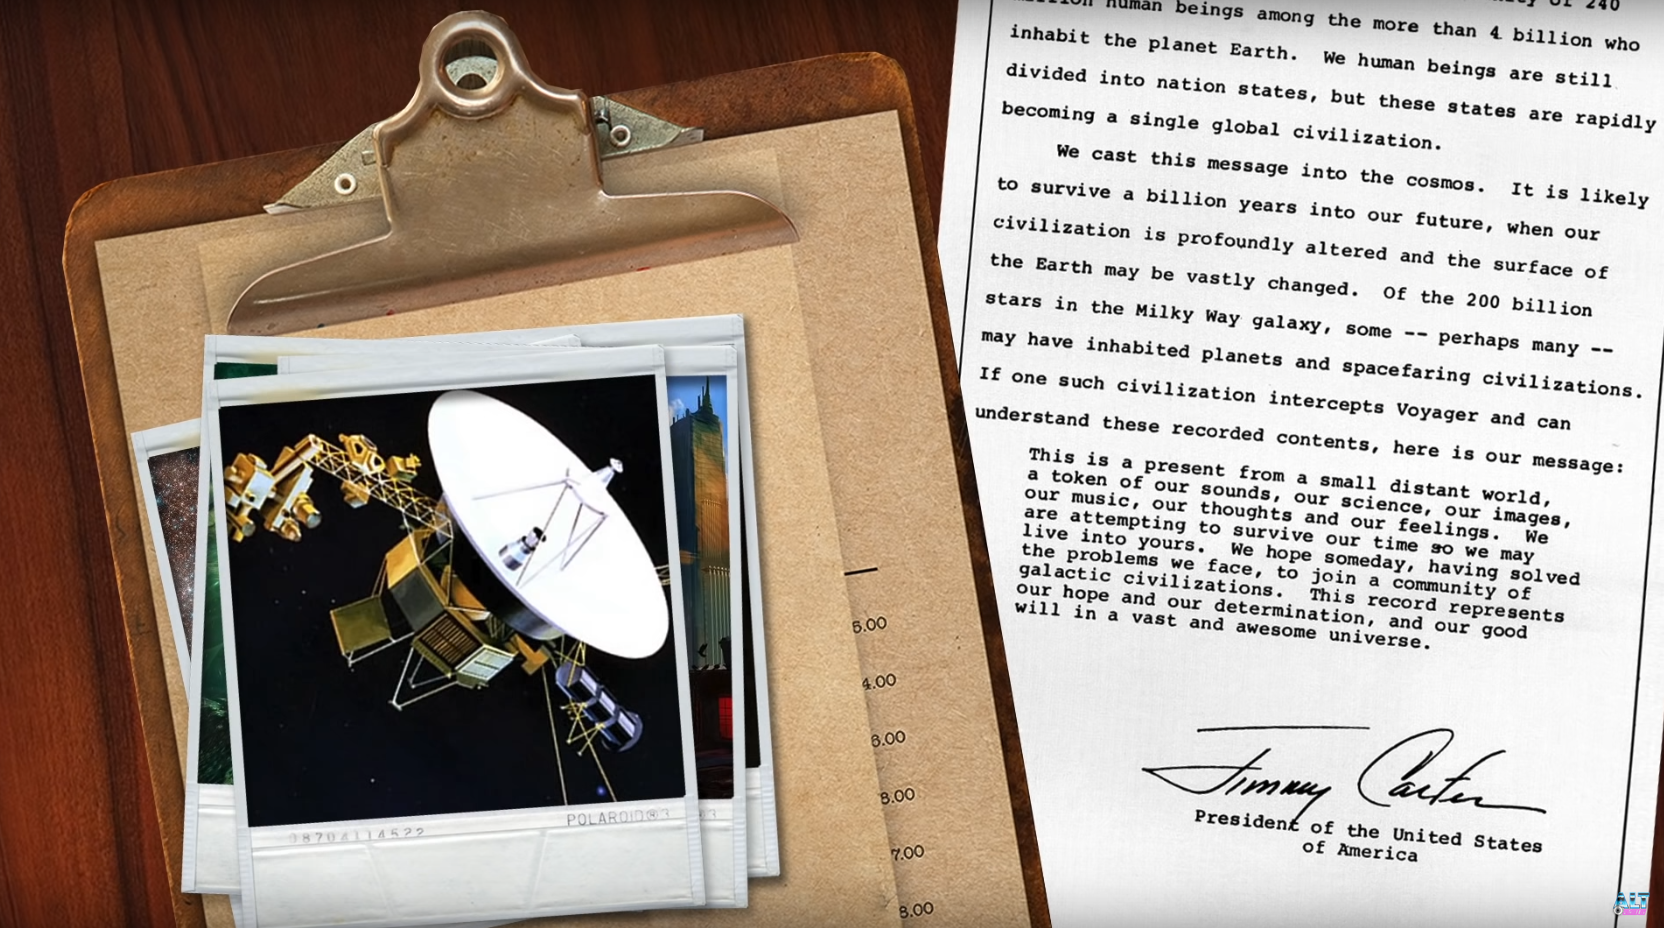 of 240
million human beings among the more than 4 billion who
inhabit the planet Earth. We human beings are still
divided into nation states, but these states are rapidly
becoming a single global civilization.
We cast this message into the cosmos. It is likely
to survive a billion years into our future, when our
civilization is profoundly altered and the surface of
the Earth may be vastly changed. Of the 200 billion
stars in the Milky Way galaxy, some -- perhaps many --
may have inhabited planets and spacefaring civilizations.
If one such civilization intercepts Voyager and can
understand these recorded contents, here is our message:
This is a present from a small distant world,
a token of our sounds, our science, our images,
our music, our thoughts and our feelings. We
are attempting to survive our time so we may
live into yours. We hope someday, having solved
the problems we face, to join a community of
galactic civilizations. This record represents
our hope and our determination, and our good
will in a vast and awesome universe.
Jimmy Carter
President of the United States
of America
5.00
4.00
6.00
8.00
7.00
8.00
POLAROID®3
ALT